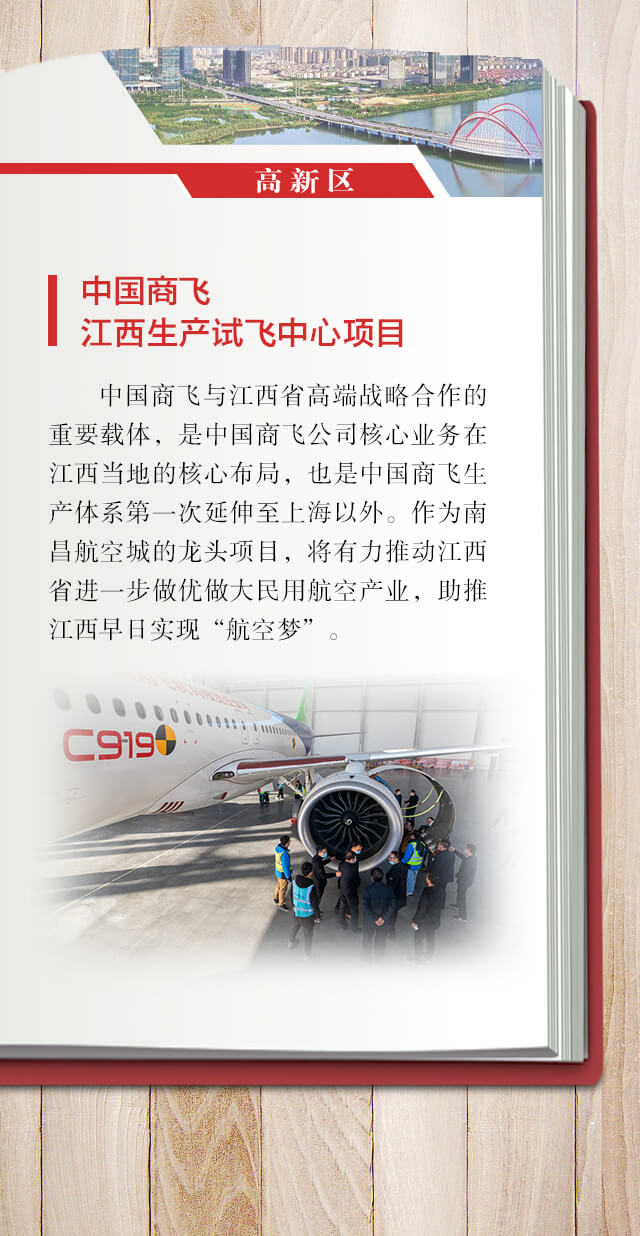 高新区
中国商飞
江西生产试飞中心项目
中国商飞与江西省高端战略合作的
重要载体，是中国商飞公司核心业务在
江西当地的核心布局，也是中国商飞生
产体系第一次延伸至上海以外。作为南
昌航空城的龙头项目，将有力推动江西
省进一步做优做大民用航空产业，助推
江西早日实现“航空梦”。
C919